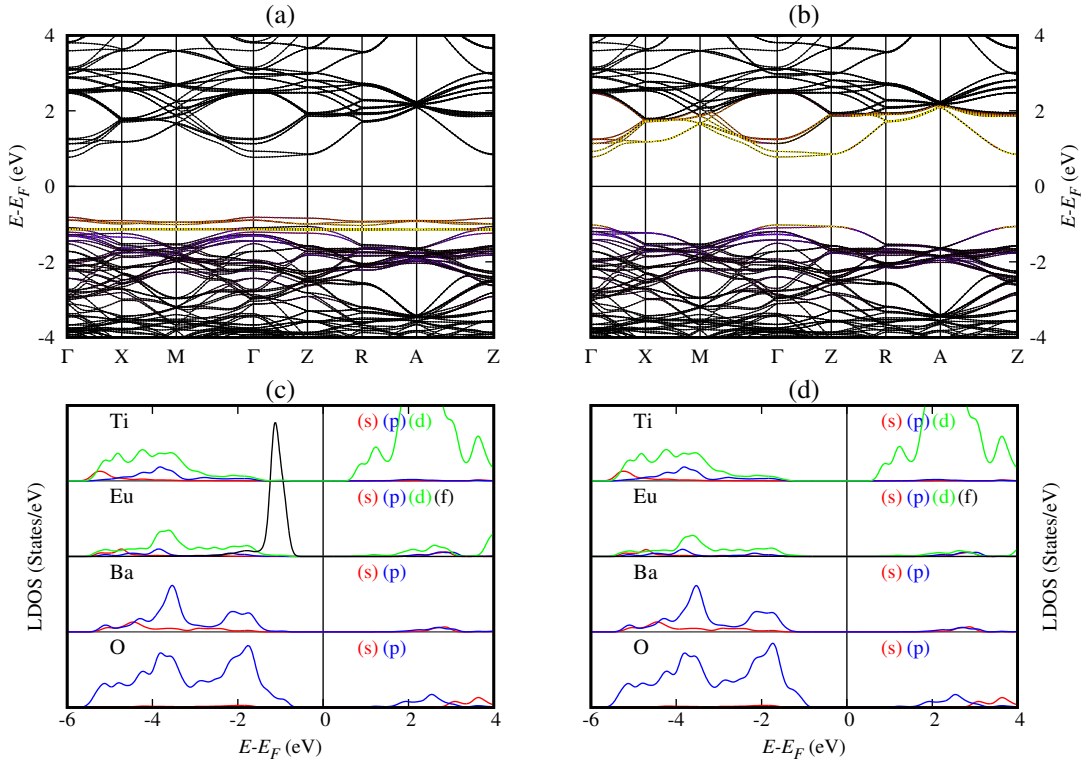 (a)
(b)
4
2
0
-2
-4
E-E_F (eV)
Γ X M Γ Z R A Z
4
2
0
-2
-4
E-E_F (eV)
Γ X M Γ Z R A Z
(c)
(d)
LDOS (States/eV)
Ti (s) (p) (d)
Eu (s) (p) (d) (f)
Ba (s) (p)
O (s) (p)
-6 -4 -2 0 2 4
E-E_F (eV)
Ti (s) (p) (d)
Eu (s) (p) (d) (f)
Ba (s) (p)
O (s) (p)
-6 -4 -2 0 2 4
E-E_F (eV)
LDOS (States/eV)